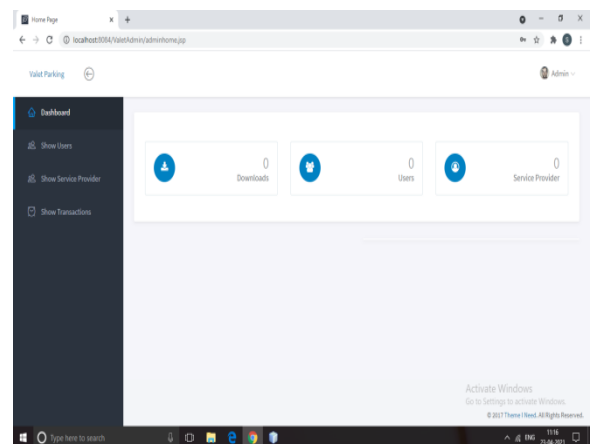 Home Page
localhost:8084/ValetAdmin/adminhome.jsp
Valet Parking
Admin
Dashboard
Show Users
Show Service Provider
Show Transactions
0
Downloads
0
Users
0
Service Provider
Activate Windows
Go to Settings to activate Windows.
© 2017 Theme I Reed. All Rights Reserved.
Type here to search
ENG
11:16